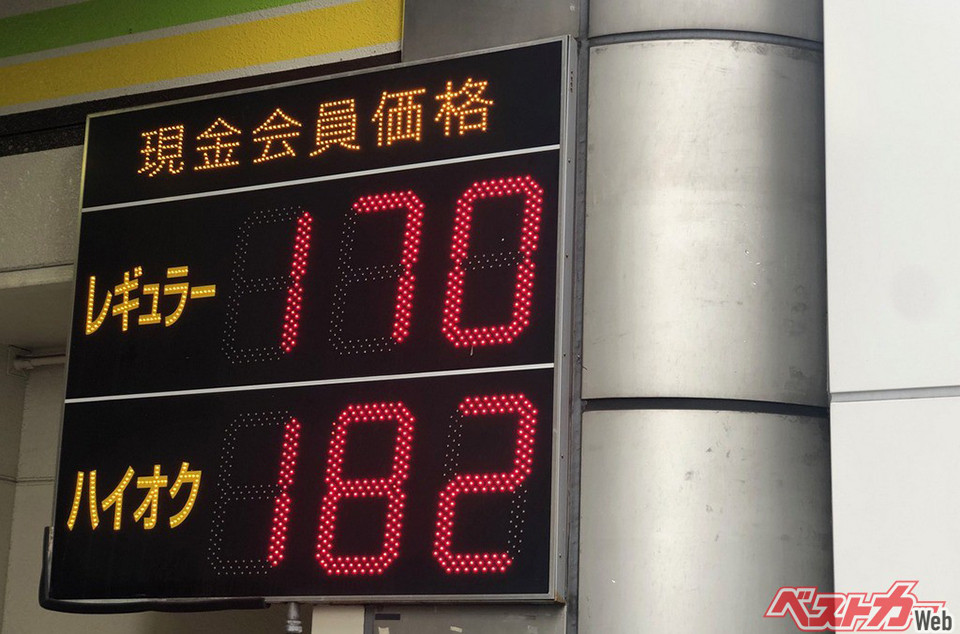 現金会員価格
レギュラー 170
ハイオク 182
ベストカーWeb